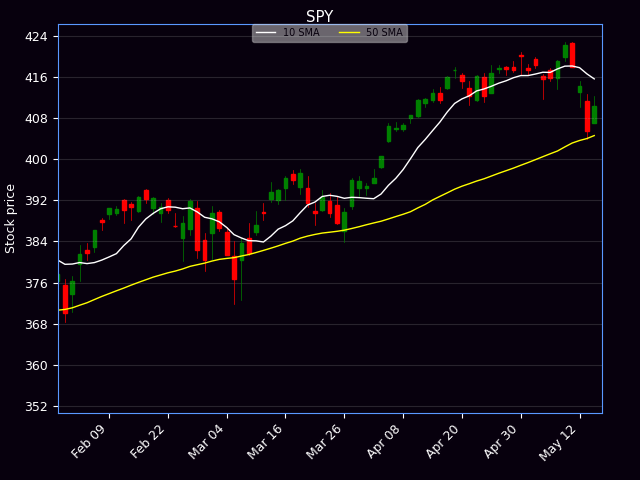 SPY
10 SMA
50 SMA
Stock price
424
416
408
400
392
384
376
368
360
352
Feb 09
Feb 22
Mar 04
Mar 16
Mar 26
Apr 08
Apr 20
Apr 30
May 12